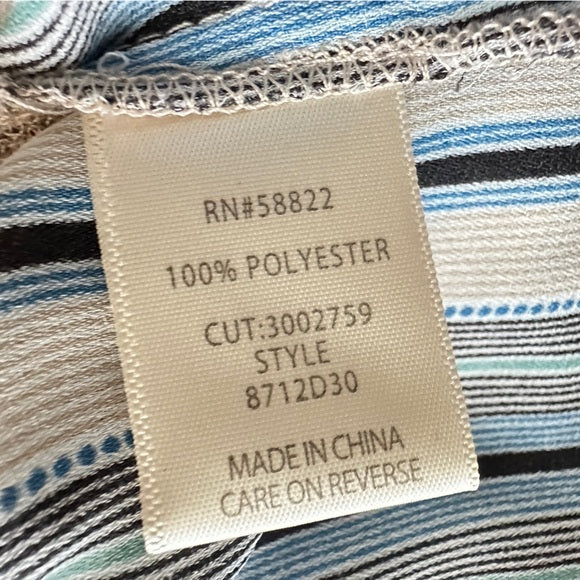 RN#58822
100% POLYESTER
CUT:3002759
STYLE
8712D30
MADE IN CHINA
CARE ON REVERSE